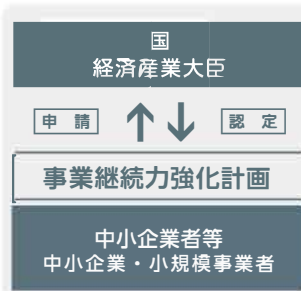 国
経済産業大臣
申 請
認 定
事業継続力強化計画
中小企業者等
中小企業・小規模事業者